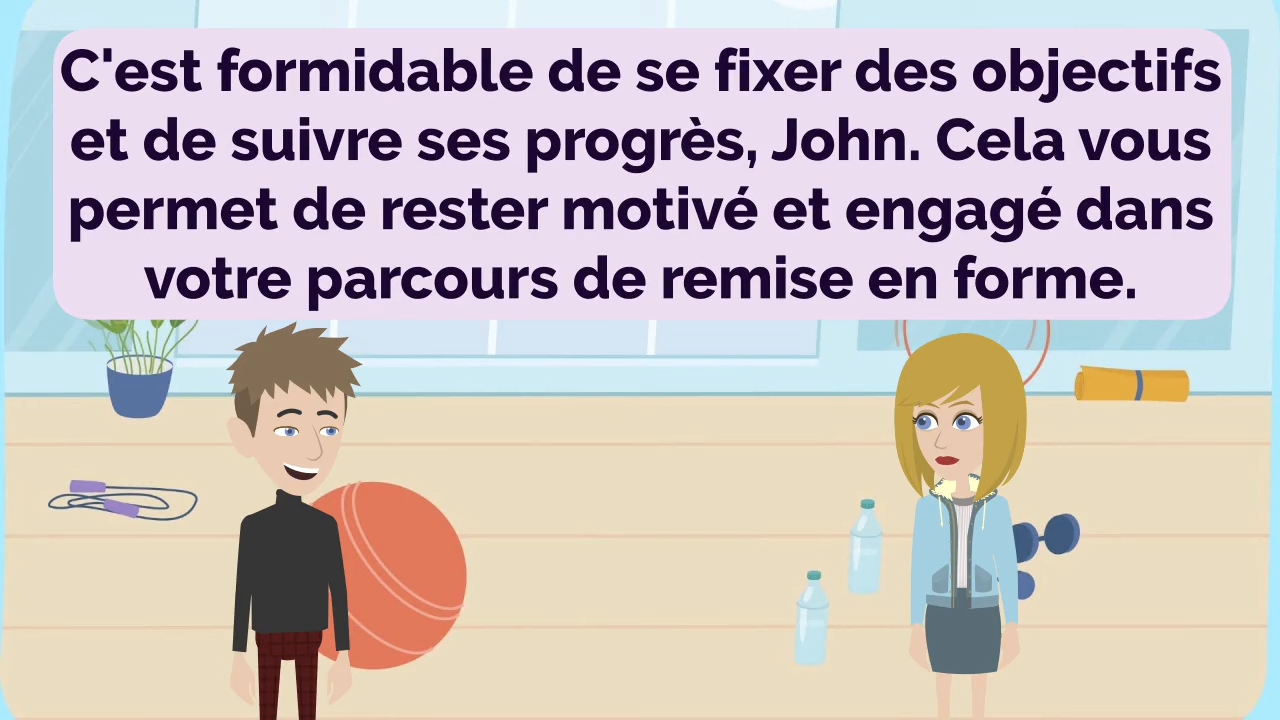 C'est formidable de se fixer des objectifs
et de suivre ses progrès, John. Cela vous
permet de rester motivé et engagé dans
votre parcours de remise en forme.